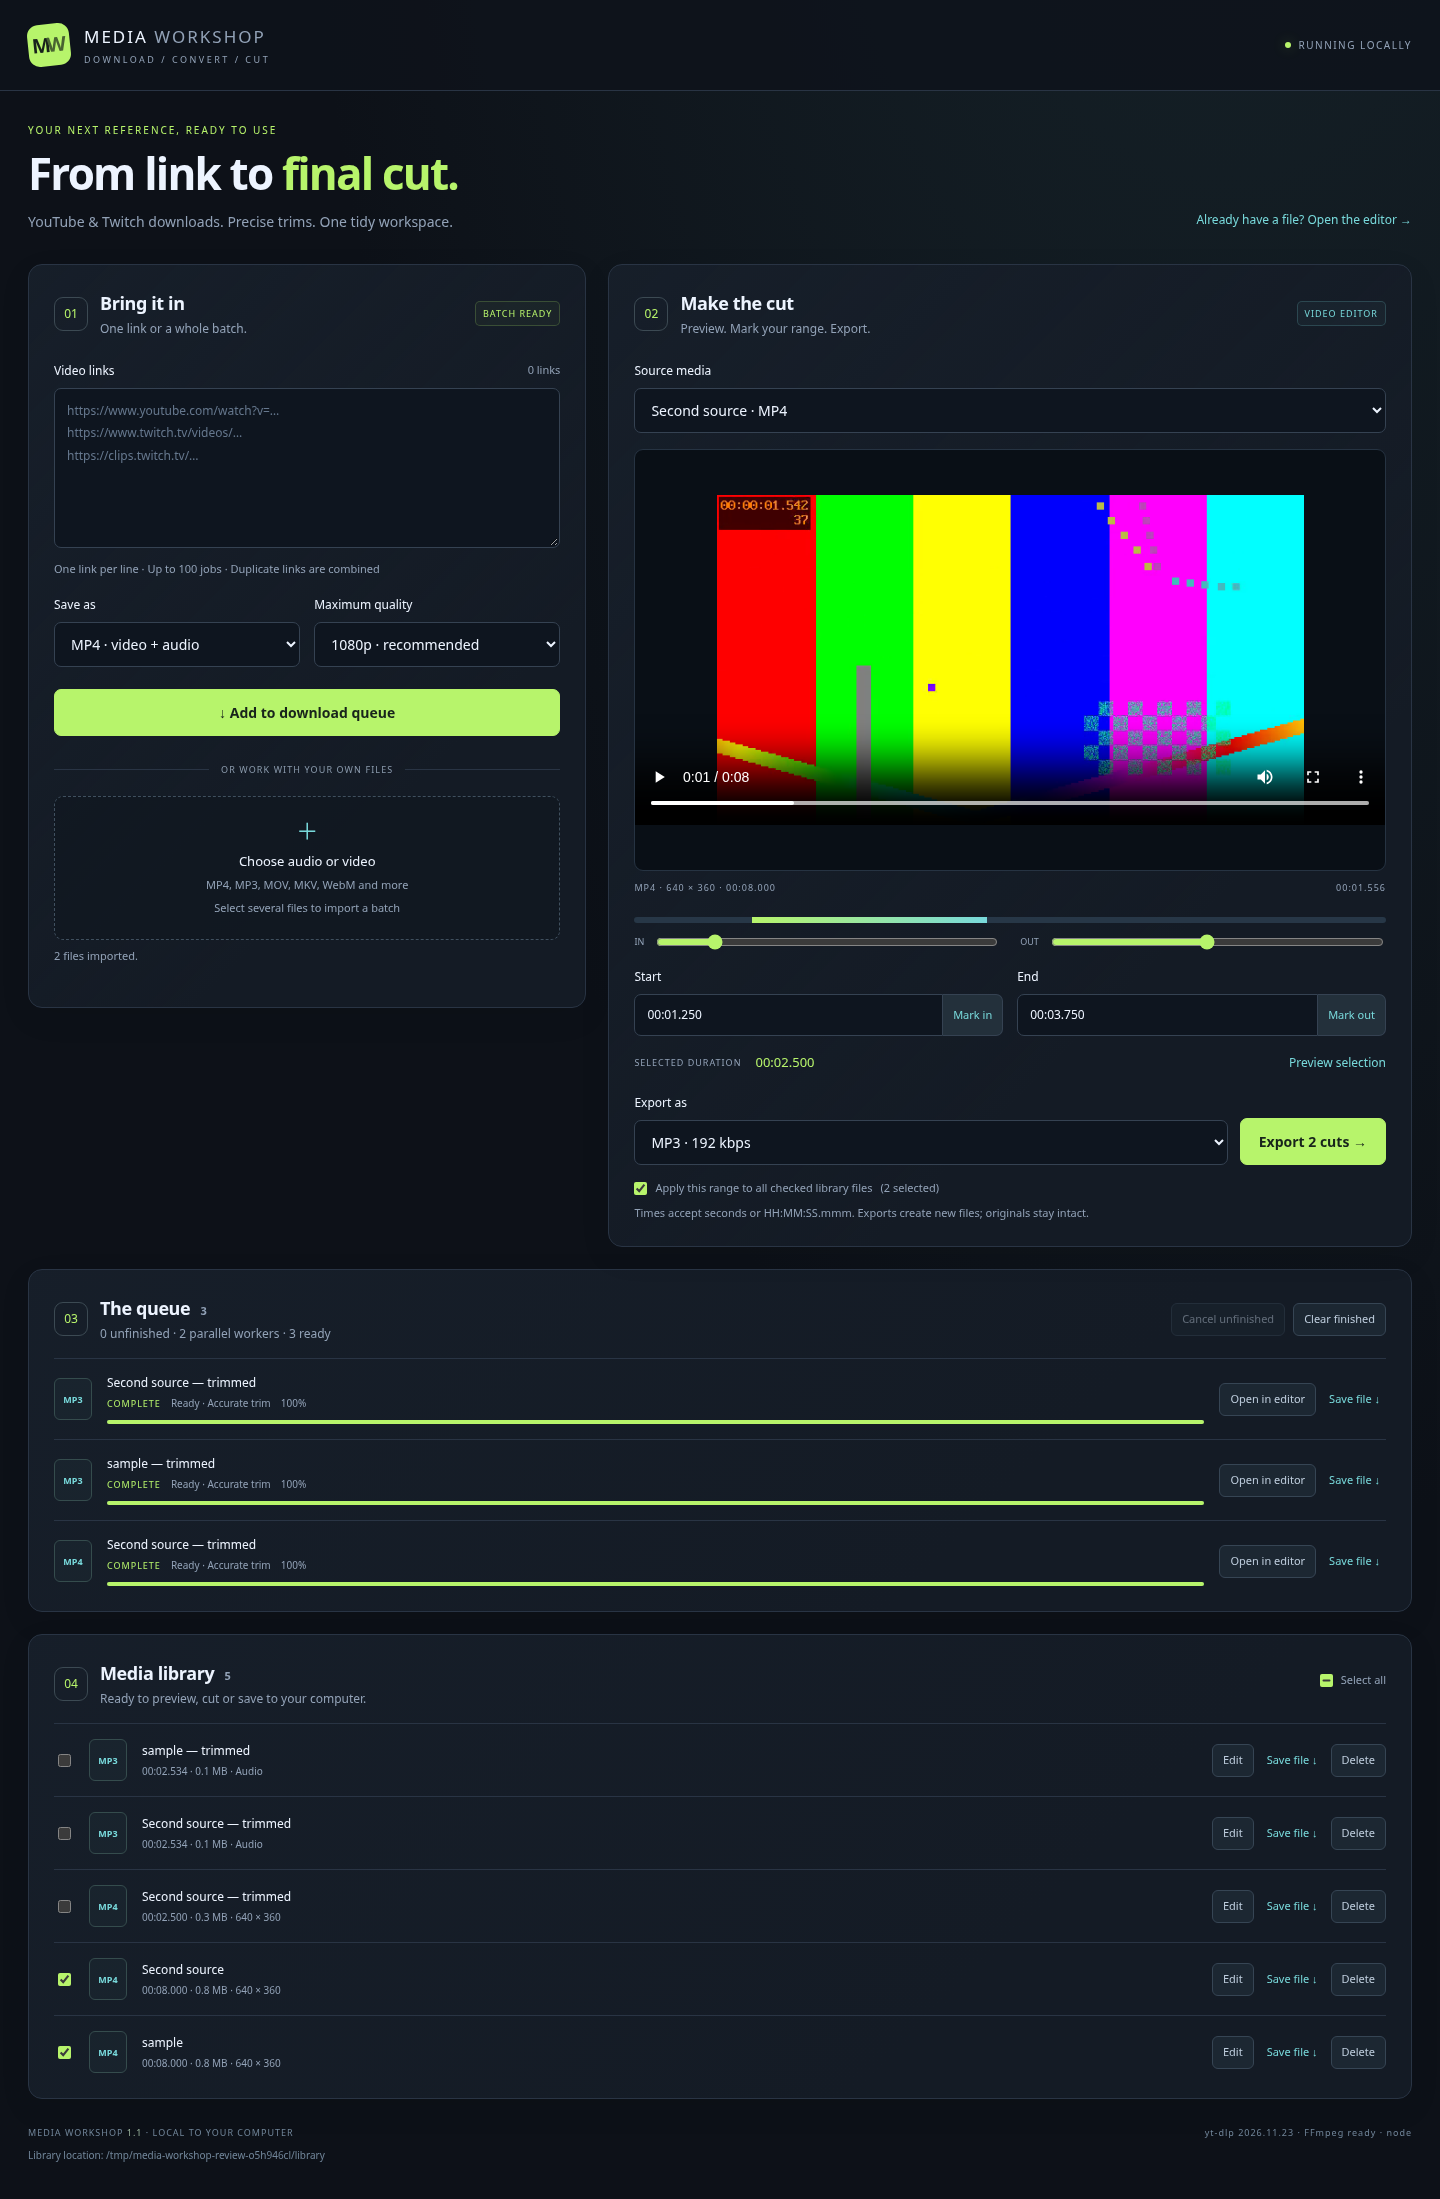 MW
MEDIA WORKSHOP
DOWNLOAD / CONVERT / CUT
RUNNING LOCALLY
YOUR NEXT REFERENCE, READY TO USE
From link to final cut.
YouTube & Twitch downloads. Precise trims. One tidy workspace.
Already have a file? Open the editor →
01
Bring it in
One link or a whole batch.
BATCH READY
Video links
0 links
https://www.youtube.com/watch?v=...
https://www.twitch.tv/videos/...
https://clips.twitch.tv/...
One link per line · Up to 100 jobs · Duplicate links are combined
Save as
Maximum quality
MP4 · video + audio
1080p · recommended
↓ Add to download queue
OR WORK WITH YOUR OWN FILES
+
Choose audio or video
MP4, MP3, MOV, MKV, WebM and more
Select several files to import a batch
2 files imported.
02
Make the cut
Preview. Mark your range. Export.
VIDEO EDITOR
Source media
Second source · MP4
00:00:01.542
37
0:01 / 0:08
MP4 · 640 × 360 · 00:08.000
00:01.556
IN
OUT
Start
End
00:01.250
Mark in
00:03.750
Mark out
SELECTED DURATION 00:02.500
Preview selection
Export as
MP3 · 192 kbps
Export 2 cuts →
Apply this range to all checked library files (2 selected)
Times accept seconds or HH:MM:SS.mmm. Exports create new files; originals stay intact.
03
The queue 3
0 unfinished · 2 parallel workers · 3 ready
Cancel unfinished
Clear finished
MP3
Second source — trimmed
COMPLETE Ready · Accurate trim 100%
Open in editor
Save file ↓
MP3
sample — trimmed
COMPLETE Ready · Accurate trim 100%
Open in editor
Save file ↓
MP4
Second source — trimmed
COMPLETE Ready · Accurate trim 100%
Open in editor
Save file ↓
04
Media library 5
Ready to preview, cut or save to your computer.
Select all
MP3
sample — trimmed
00:02.534 · 0.1 MB · Audio
Edit
Save file ↓
Delete
MP3
Second source — trimmed
00:02.534 · 0.1 MB · Audio
Edit
Save file ↓
Delete
MP4
Second source — trimmed
00:02.500 · 0.3 MB · 640 × 360
Edit
Save file ↓
Delete
MP4
Second source
00:08.000 · 0.8 MB · 640 × 360
Edit
Save file ↓
Delete
MP4
sample
00:08.000 · 0.8 MB · 640 × 360
Edit
Save file ↓
Delete
MEDIA WORKSHOP 1.1 · LOCAL TO YOUR COMPUTER
yt-dlp 2026.11.23 · FFmpeg ready · node
Library location: /tmp/media-workshop-review-o5h946cl/library